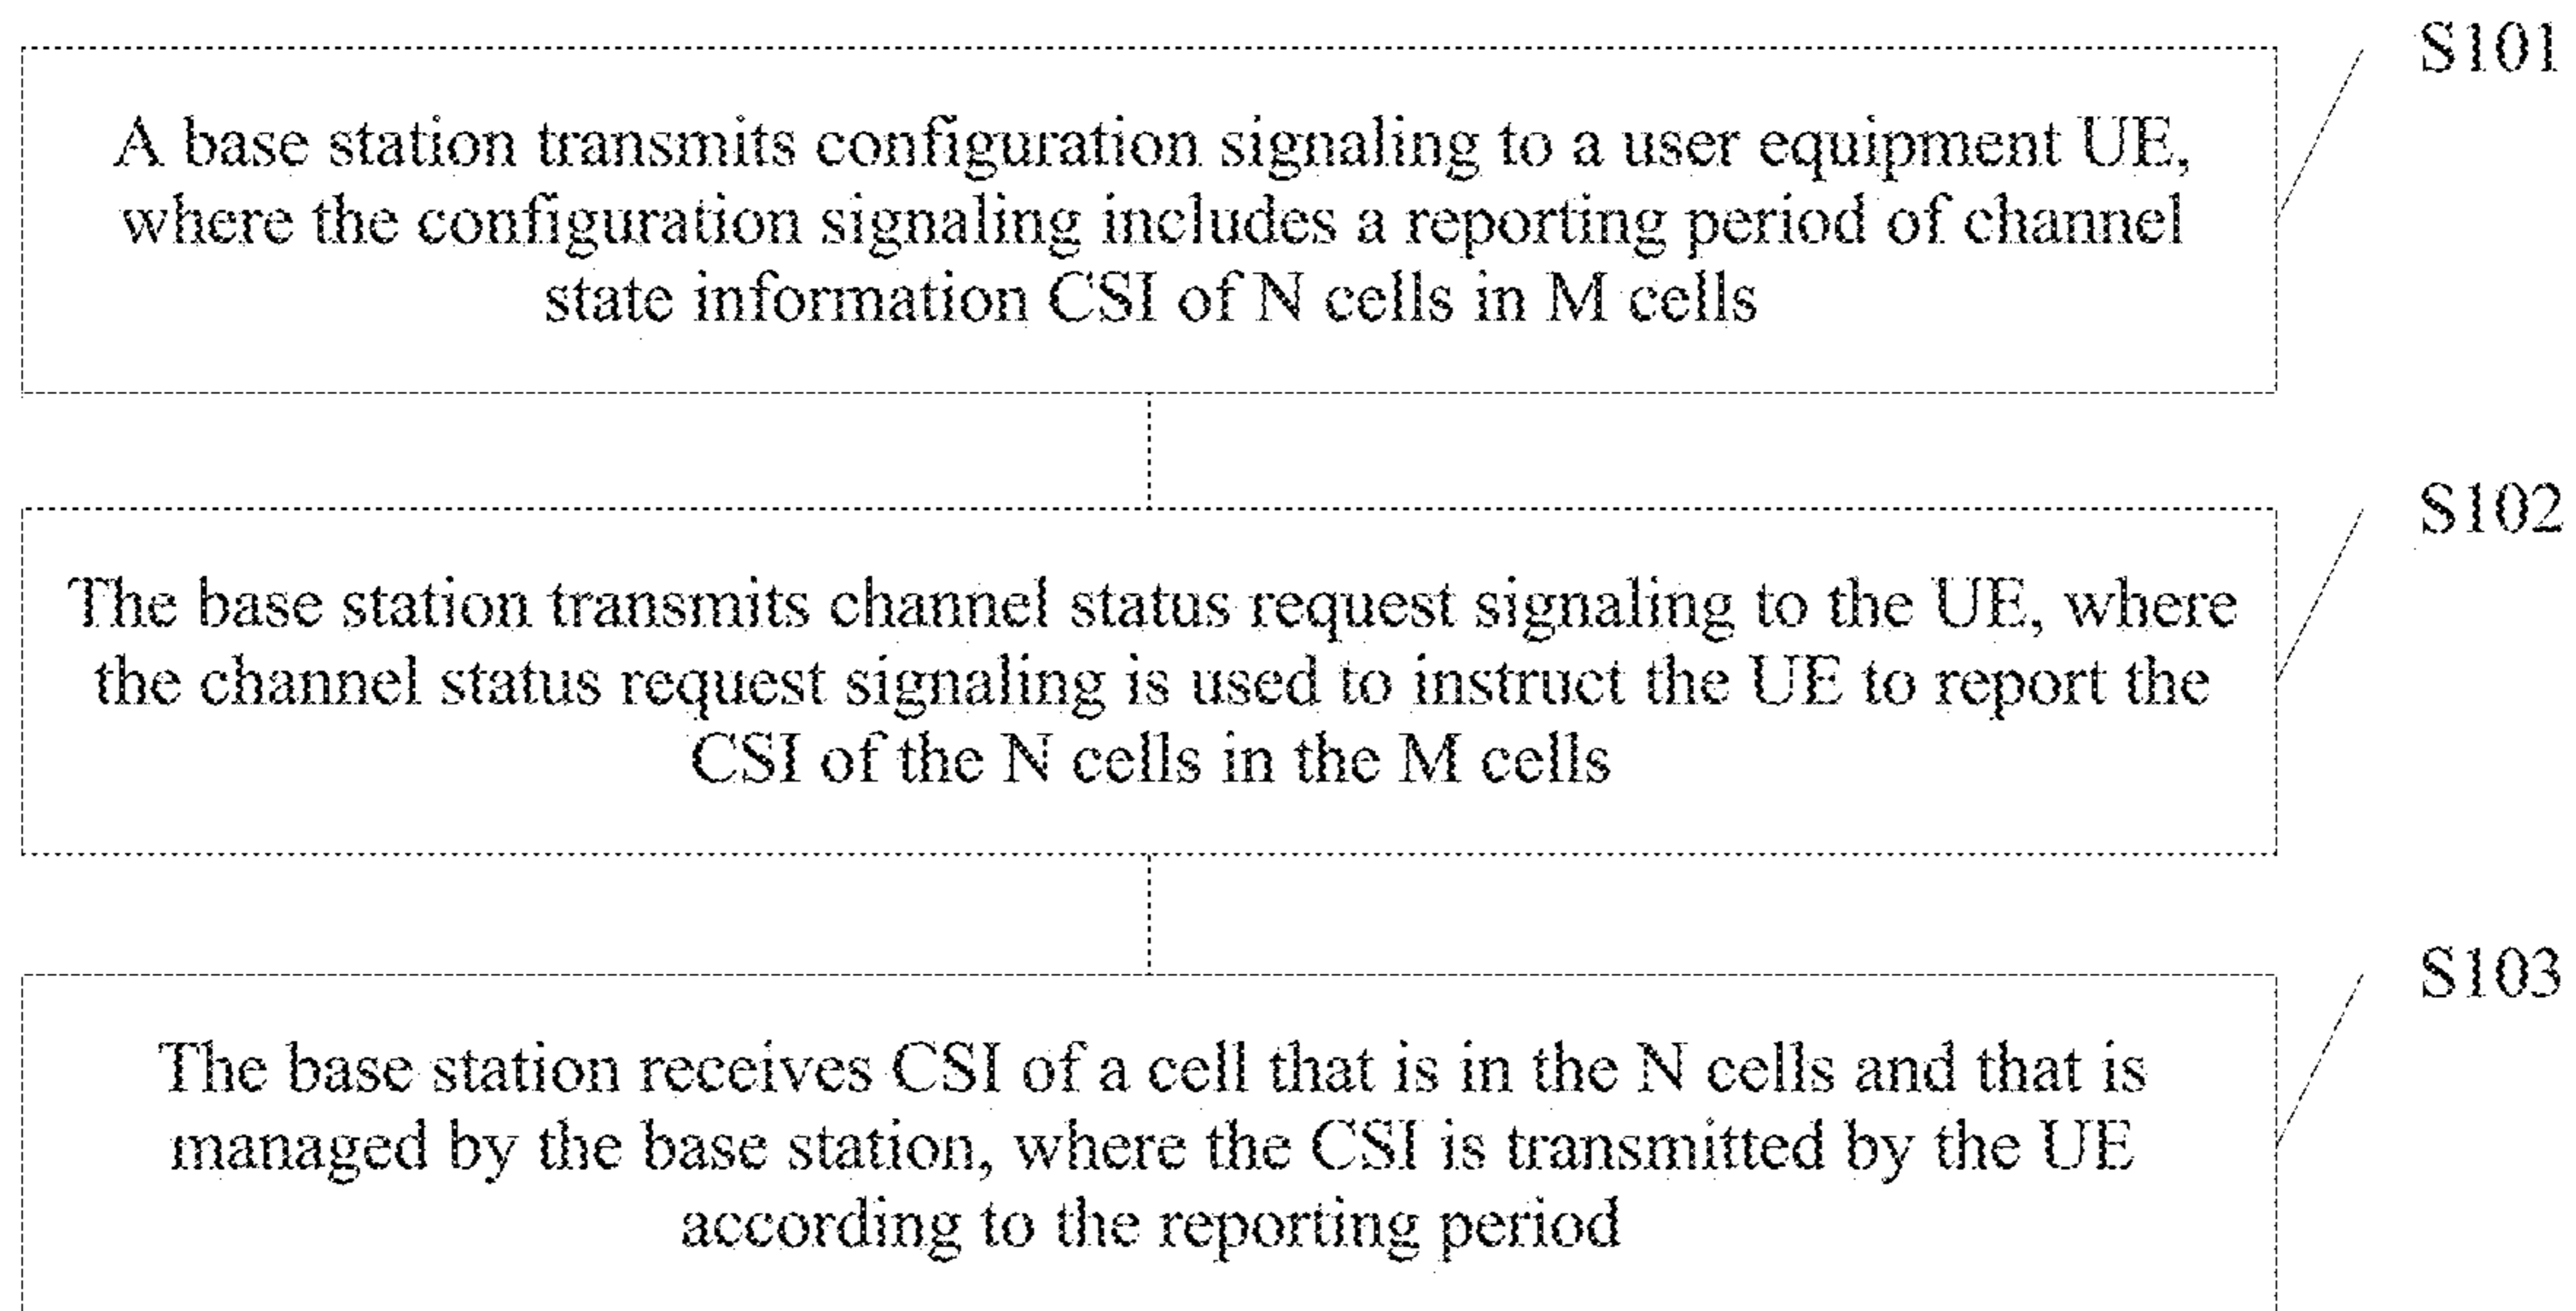 S101
A base station transmits configuration signaling to a user equipment UE,
where the configuration signaling includes a reporting period of channel
state information CSI of N cells in M cells
S102
The base station transmits channel status request signaling to the UE, where
the channel status request signaling is used to instruct the UE to report the
CSI of the N cells in the M cells
S103
The base station receives CSI of a cell that is in the N cells and that is
managed by the base station, where the CSI is transmitted by the UE
according to the reporting period